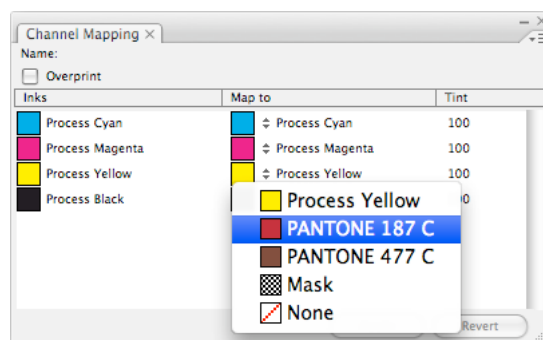 Channel Mapping ×
Name:
Overprint
Inks Map to Tint
Process Cyan Process Cyan 100
Process Magenta Process Magenta 100
Process Yellow Process Yellow 100
Process Black
Process Yellow
PANTONE 187 C
PANTONE 477 C
Mask
None
Revert